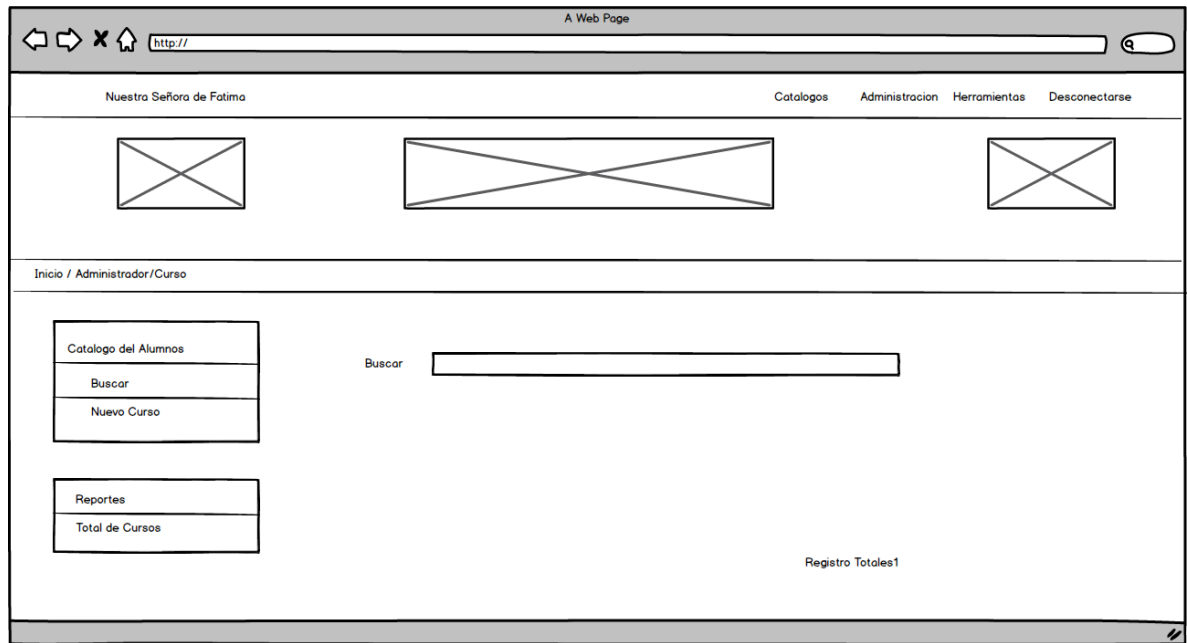 A Web Page
http://
Nuestra Señora de Fatima Catalogos Administracion Herramientas Desconectarse
Inicio / Administrador/Curso
Catalogo del Alumnos
Buscar
Nuevo Curso
Buscar
Reportes
Total de Cursos
Registro Totales1